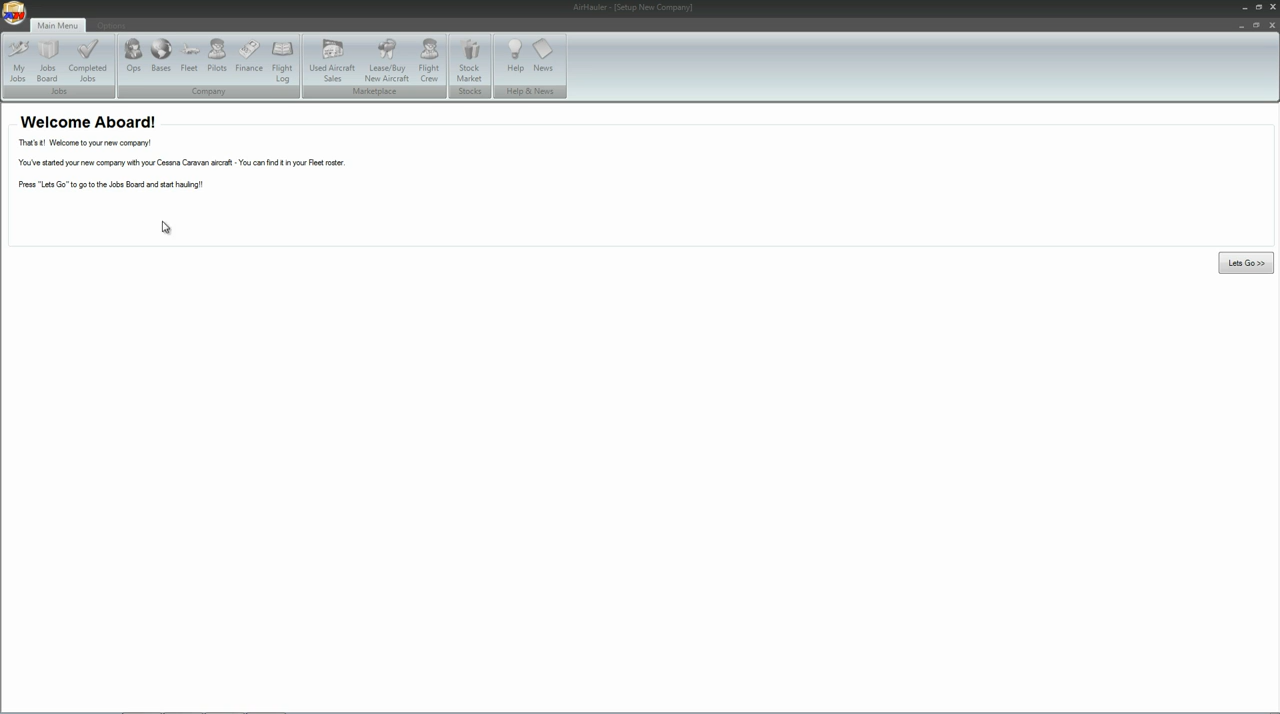 AirHauler - [Setup New Company]
Main Menu Options
My Jobs
Jobs Board
Completed Jobs
Ops
Bases
Fleet
Pilots
Finance
Flight Log
Used Aircraft Sales
Lease/Buy New Aircraft
Flight Crew
Stock Market
Help
News
Jobs
Company
Marketplace
Stocks
Help & News
Welcome Aboard!
That's it! Welcome to your new company!
You've started your new company with your Cessna Caravan aircraft - You can find it in your Fleet roster.
Press "Lets Go" to go to the Jobs Board and start hauling!!
Lets Go >>